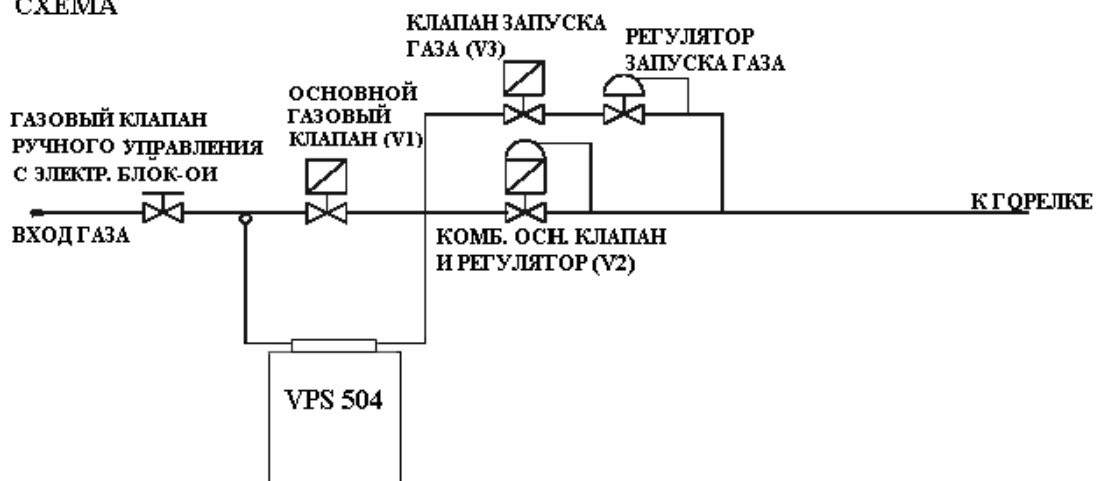 СХЕМА
КЛАПАН ЗАПУСКА
ГАЗА (V3)
РЕГУЛЯТОР
ЗАПУСКА ГАЗА
ОСНОВНОЙ
ГАЗОВЫЙ
КЛАПАН (V1)
ГАЗОВЫЙ КЛАПАН
РУЧНОГО УПРАВЛЕНИЯ
С ЭЛЕКТР. БЛОК-ОЙ
ВХОД ГАЗА
К ГОРЕЛКЕ
КОМБ. ОСН. КЛАПАН
И РЕГУЛЯТОР (V2)
VPS 504